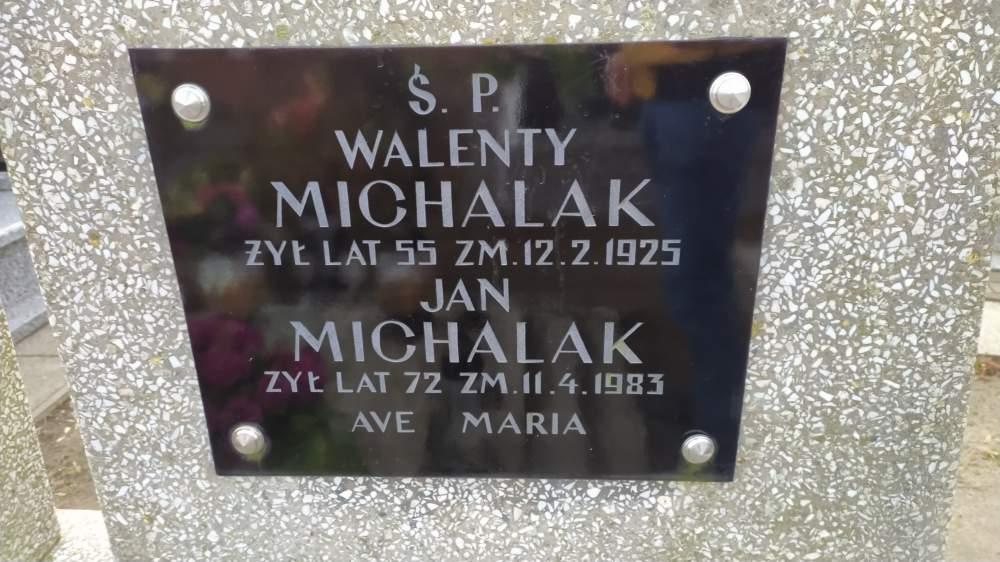 Ś. P.
WALENTY
MICHALAK
ŻYŁ LAT 55 ZM. 12.2.1925
JAN
MICHALAK
ŻYŁ LAT 72 ZM. 11.4.1983
AVE MARIA